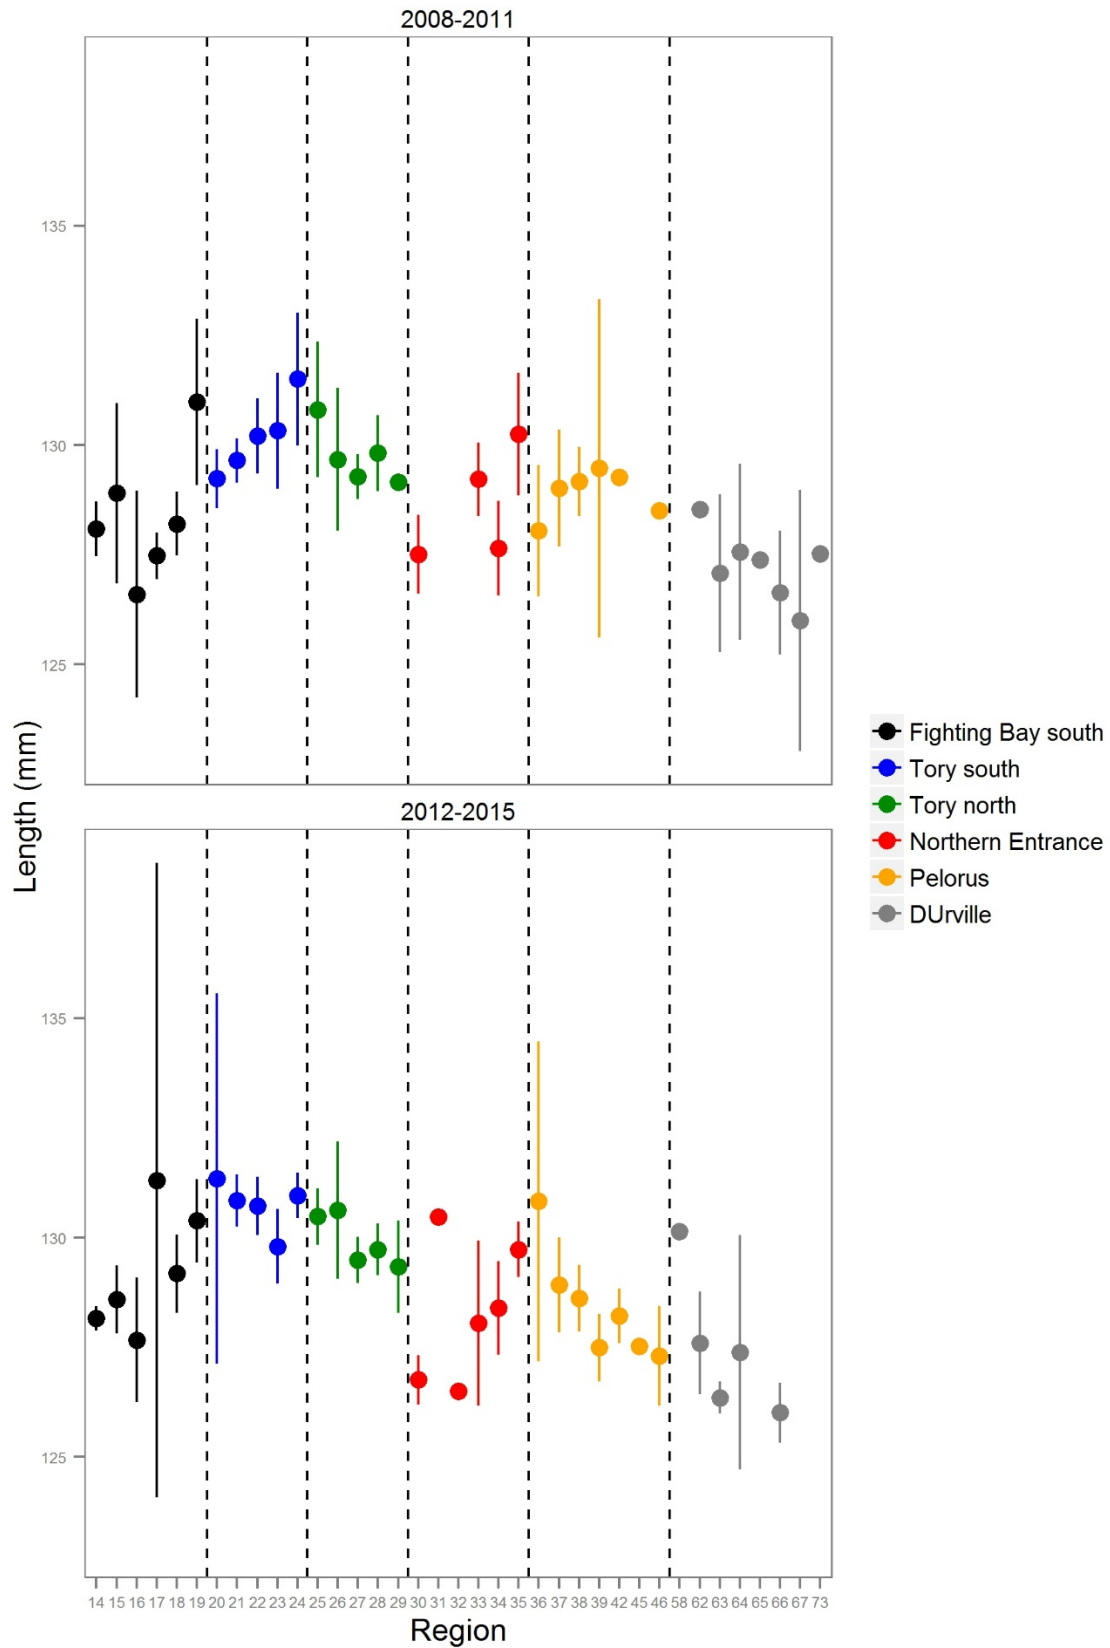 2008-2011
135
130
125
Length (mm)
2012-2015
135
130
125
14 15 16 17 18 19 20 21 22 23 24 25 26 27 28 29 30 31 32 33 34 35 36 37 38 39 42 45 46 58 62 63 64 65 66 67 73
Region
Fighting Bay south
Tory south
Tory north
Northern Entrance
Pelorus
DUrville